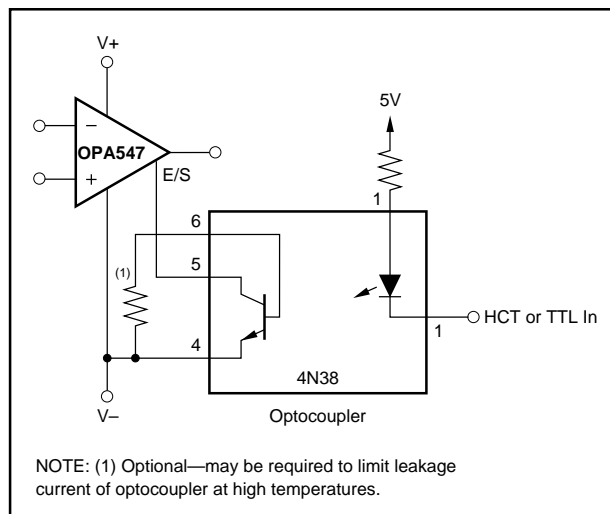 V+
5V
−
OPA547
+
E/S
1
6
(1)
5
HCT or TTL In
1
4
4N38
V−
Optocoupler
NOTE: (1) Optional—may be required to limit leakage
current of optocoupler at high temperatures.